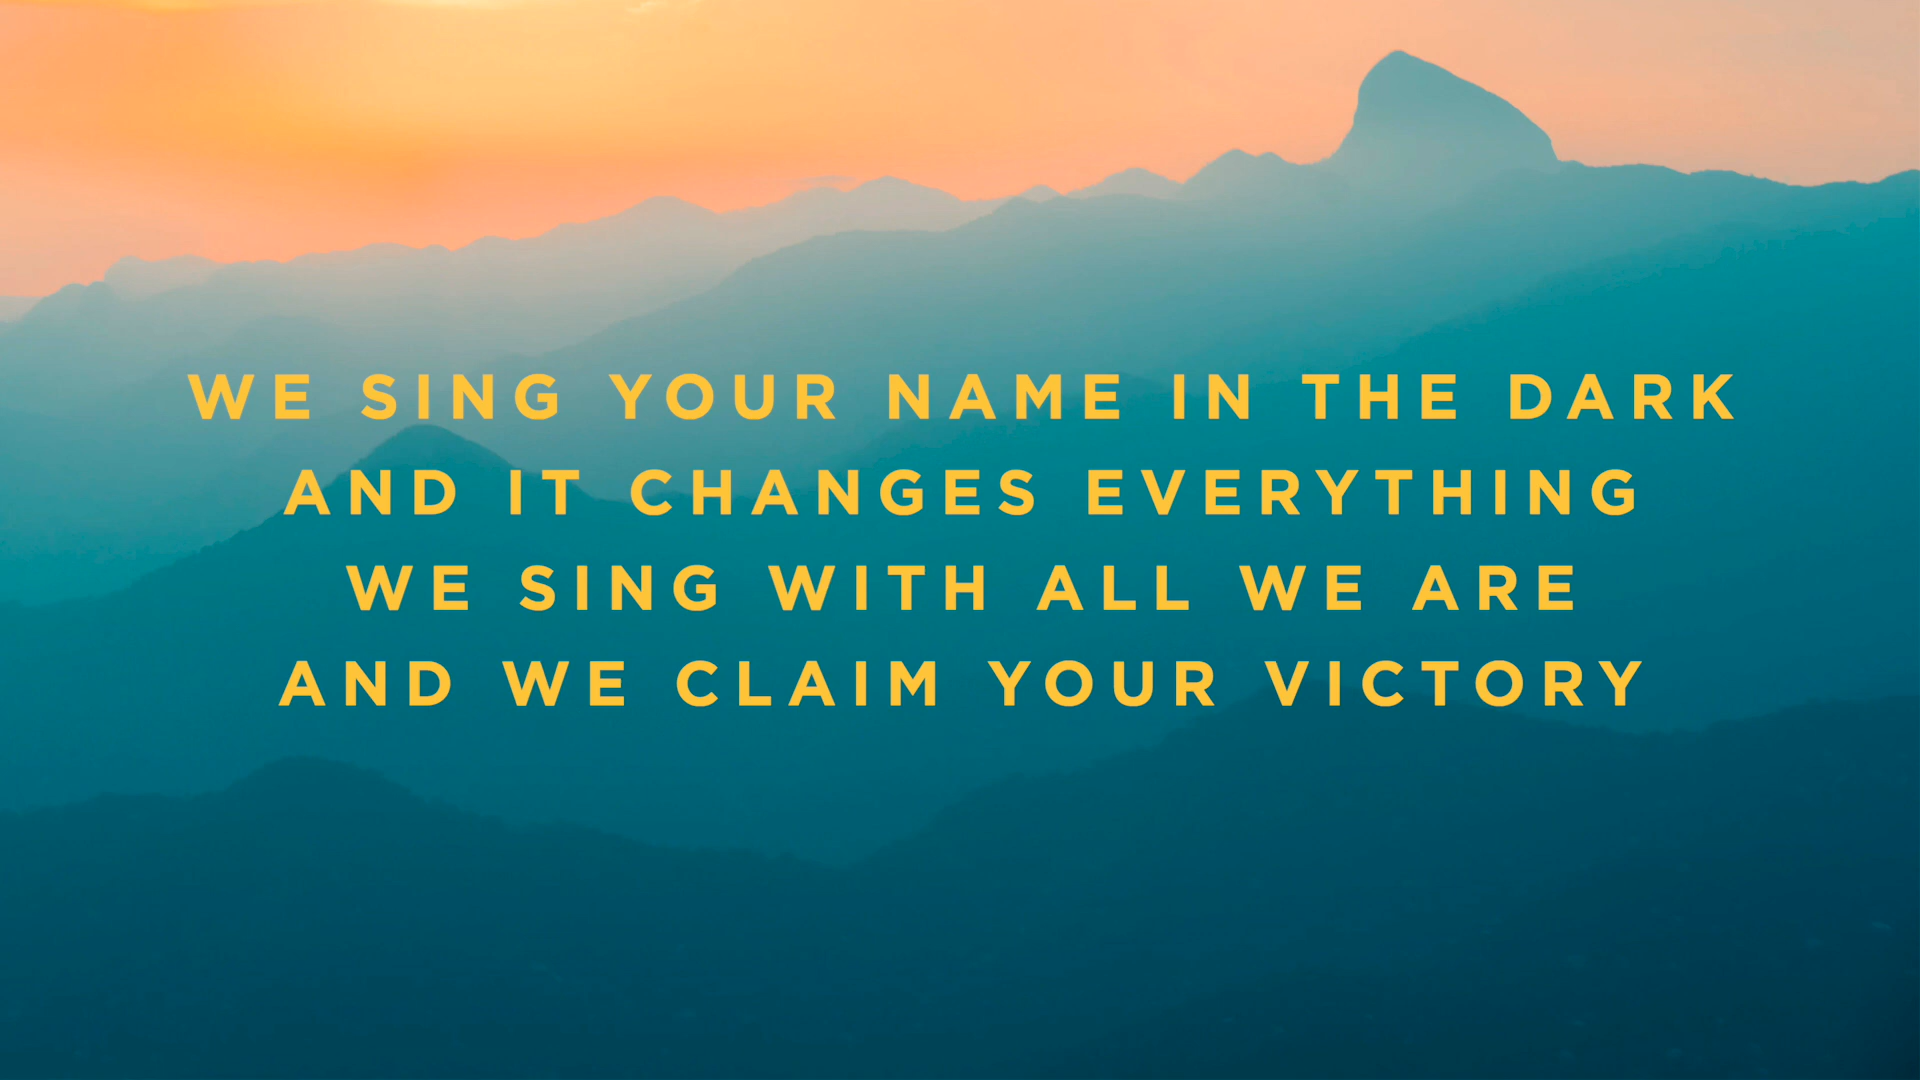 WE SING YOUR NAME IN THE DARK
AND IT CHANGES EVERYTHING
WE SING WITH ALL WE ARE
AND WE CLAIM YOUR VICTORY